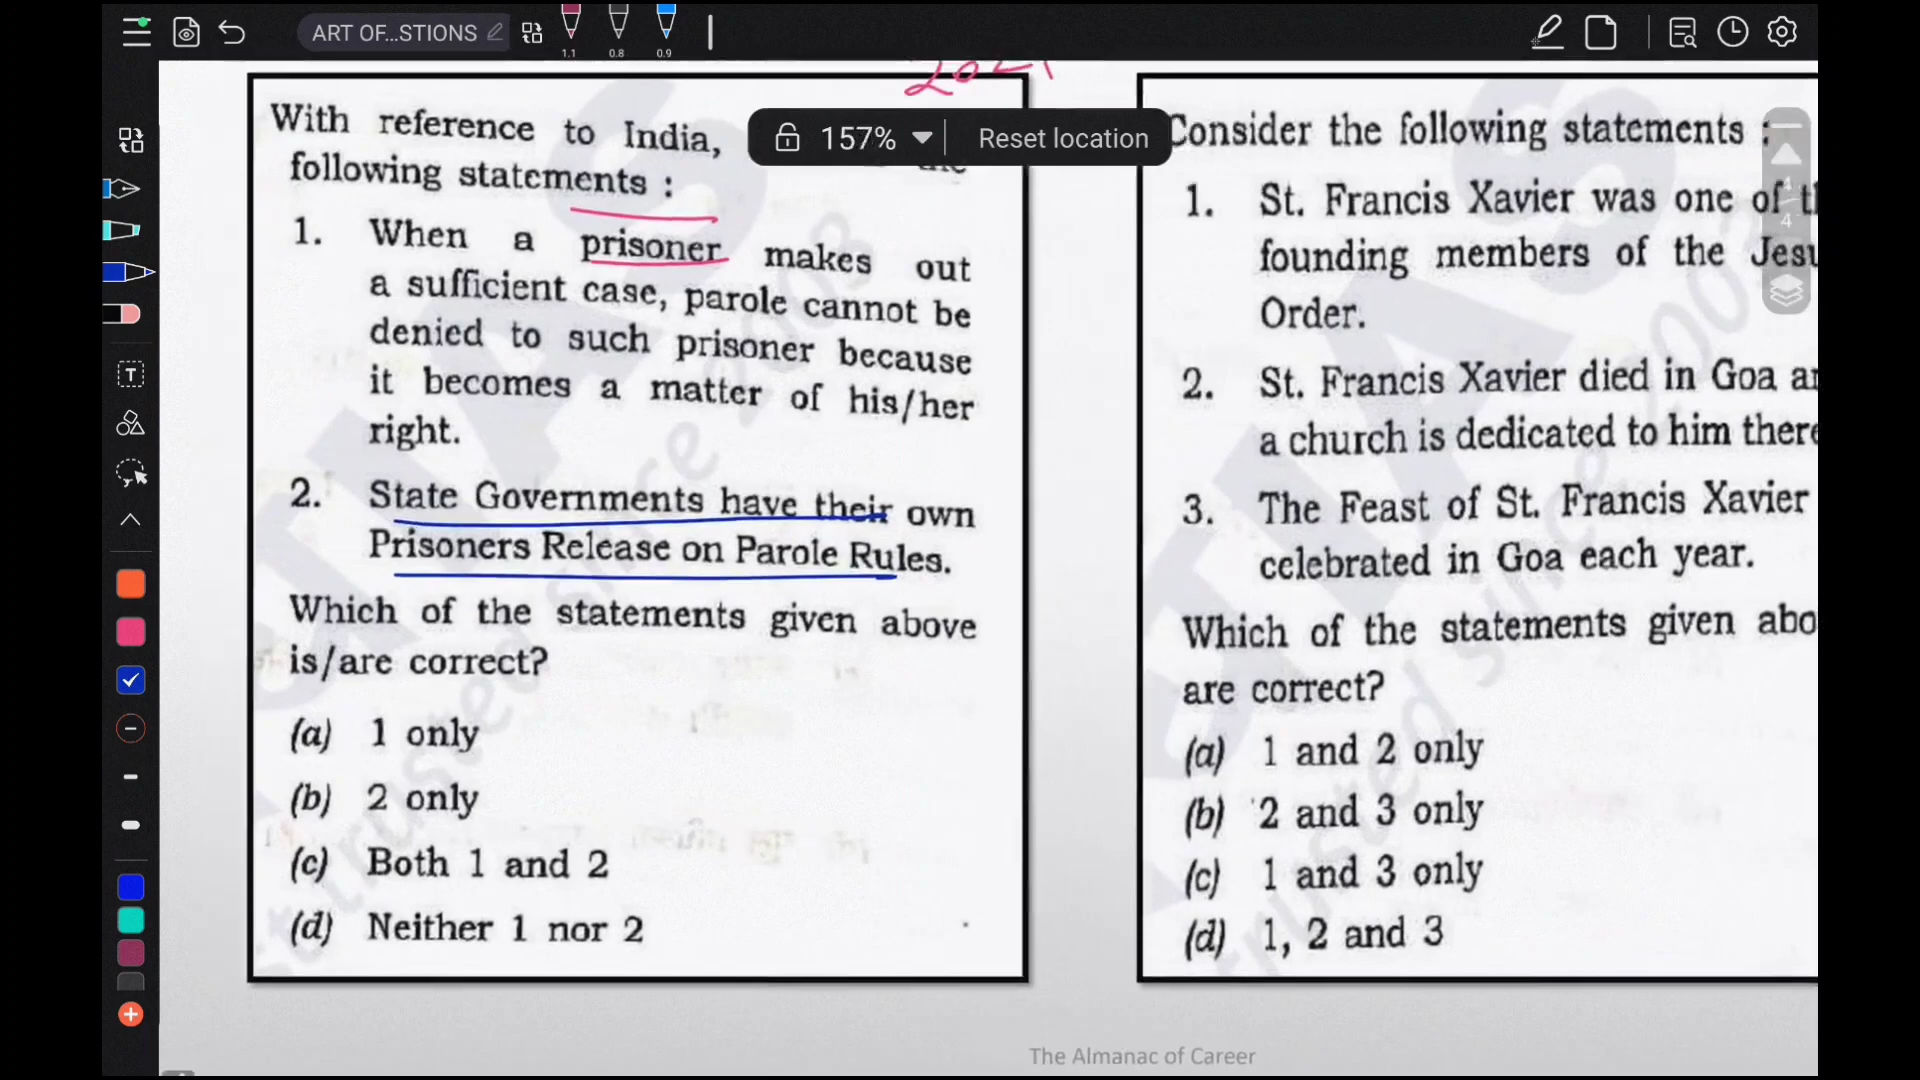 ART OF...STIONS
1.1
0.8
0.9
157%
Reset location
With reference to India,
following statements :
1. When a prisoner makes out
a sufficient case, parole cannot be
denied to such prisoner because
it becomes a matter of his/her
right.
2. State Governments have their own
Prisoners Release on Parole Rules.
Which of the statements given above
is/are correct?
(a) 1 only
(b) 2 only
(c) Both 1 and 2
(d) Neither 1 nor 2
Consider the following statements :
1. St. Francis Xavier was one of
founding members of the
Order.
2. St. Francis Xavier died in Goa
a church is dedicated to him
3. The Feast of St. Francis Xavier
celebrated in Goa each year.
Which of the statements given
are correct?
(a) 1 and 2 only
(b) 2 and 3 only
(c) 1 and 3 only
(d) 1, 2 and 3
The Almanac of Career